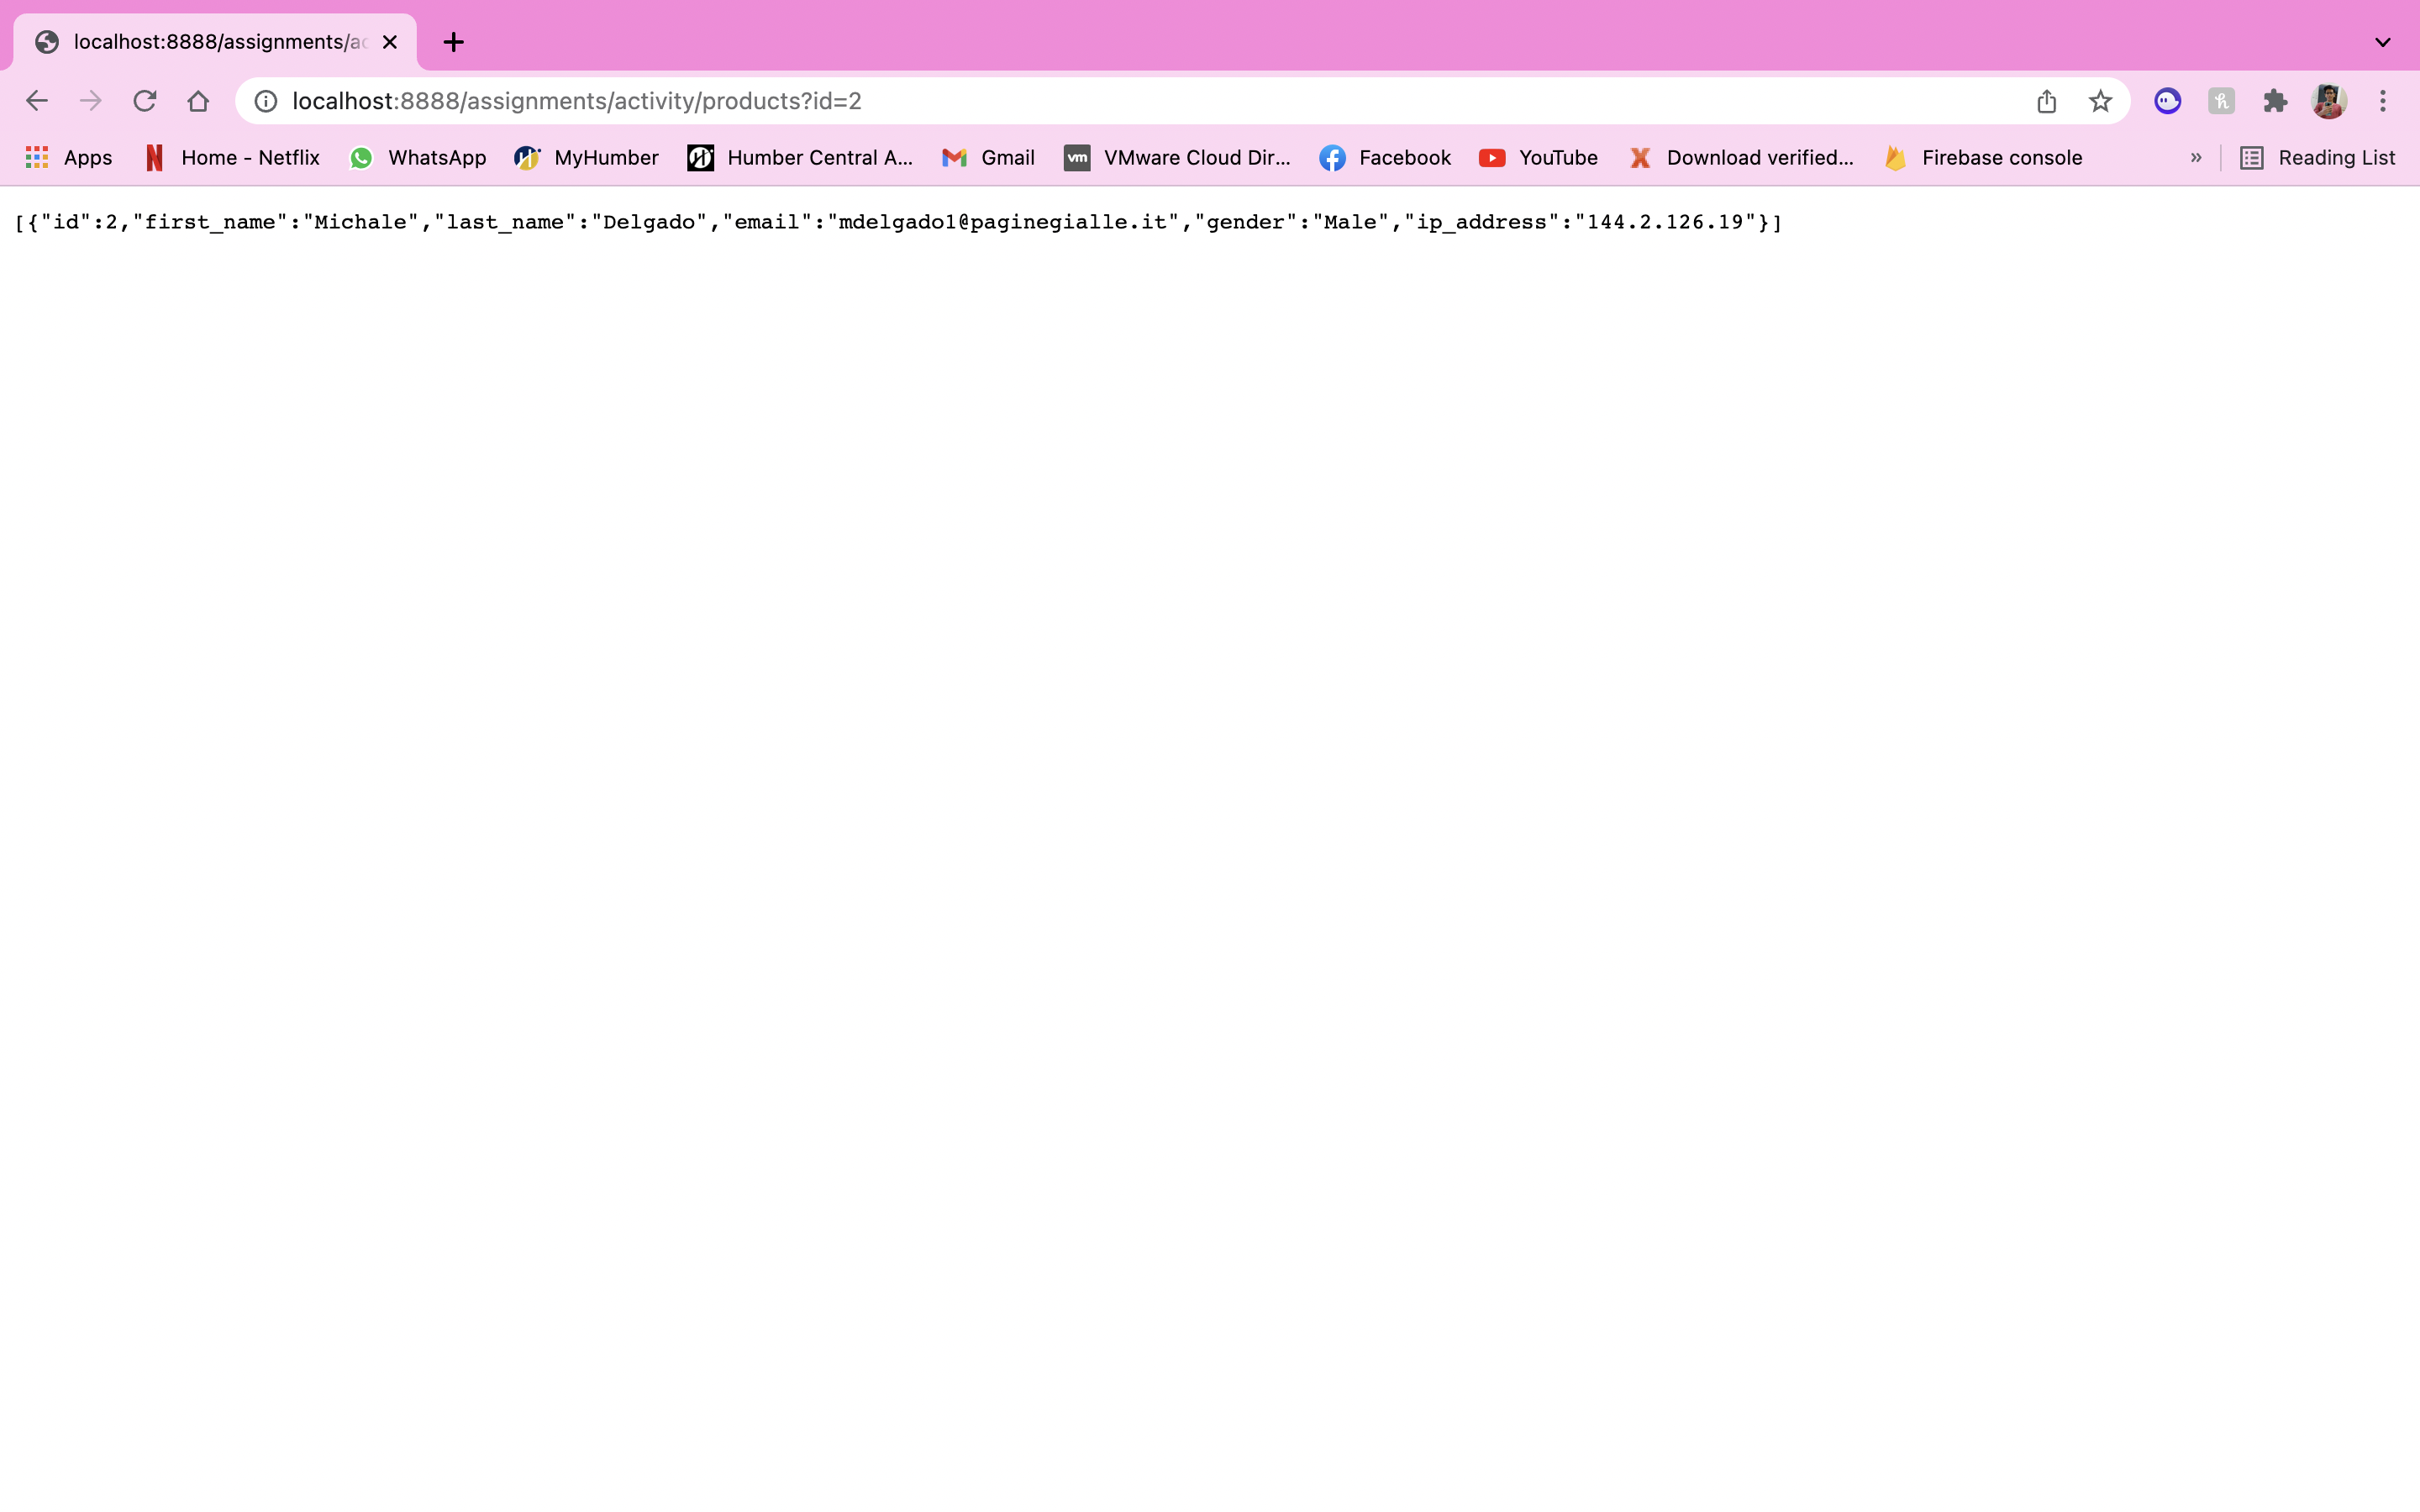 localhost:8888/assignments/ac
localhost:8888/assignments/activity/products?id=2
Apps Home - Netflix WhatsApp MyHumber Humber Central A... Gmail vm VMware Cloud Dir... Facebook YouTube Download verified... Firebase console » Reading List
[{"id":2,"first_name":"Michale","last_name":"Delgado","email":"mdelgado1@paginegialle.it","gender":"Male","ip_address":"144.2.126.19"}]